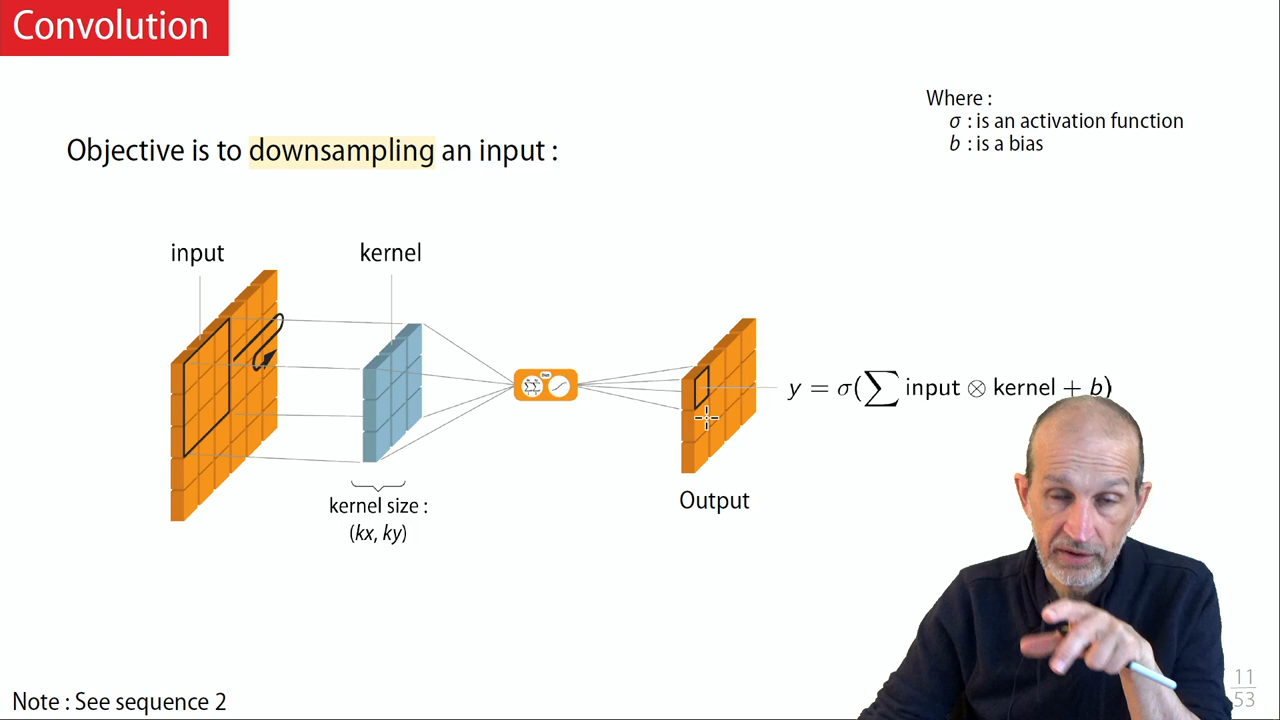 Convolution
Where :
σ : is an activation function
b : is a bias
Objective is to downsampling an input :
input
kernel
y = σ(∑ input ⊗ kernel + b)
kernel size :
(kx, ky)
Output
Note : See sequence 2
11
53